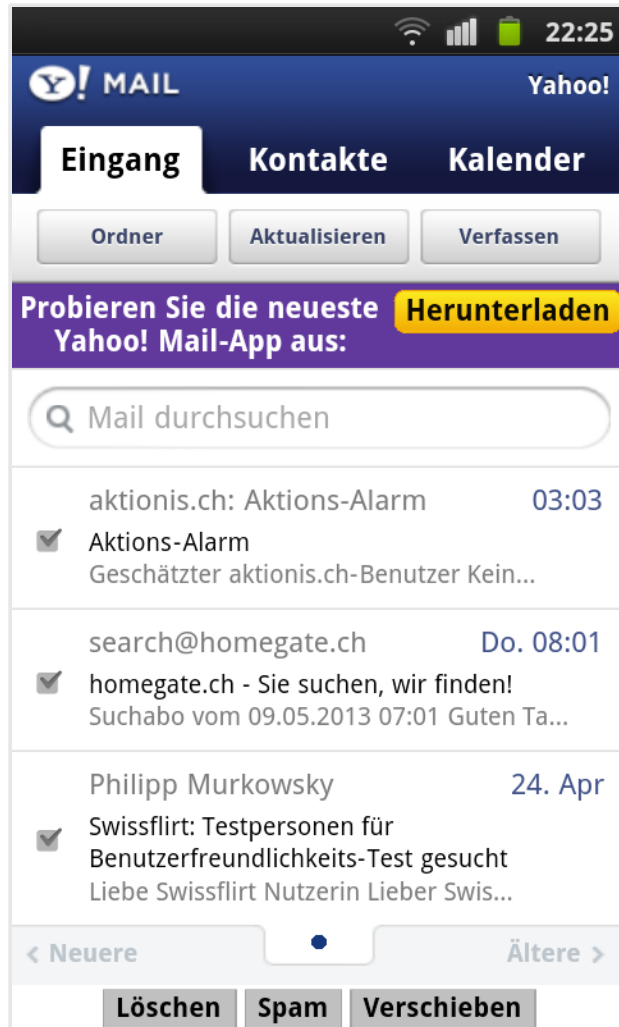 22:25
Y! MAIL
Yahoo!
Eingang
Kontakte
Kalender
Ordner
Aktualisieren
Verfassen
Probieren Sie die neueste
Yahoo! Mail-App aus:
Herunterladen
Mail durchsuchen
aktionis.ch: Aktions-Alarm
03:03
Aktions-Alarm
Geschätzter aktionis.ch-Benutzer Kein...
search@homegate.ch
Do. 08:01
homegate.ch - Sie suchen, wir finden!
Suchabo vom 09.05.2013 07:01 Guten Ta...
Philipp Murkowsky
24. Apr
Swissflirt: Testpersonen für
Benutzerfreundlichkeits-Test gesucht
Liebe Swissflirt Nutzerin Lieber Swis...
< Neuere
Ältere >
Löschen
Spam
Verschieben